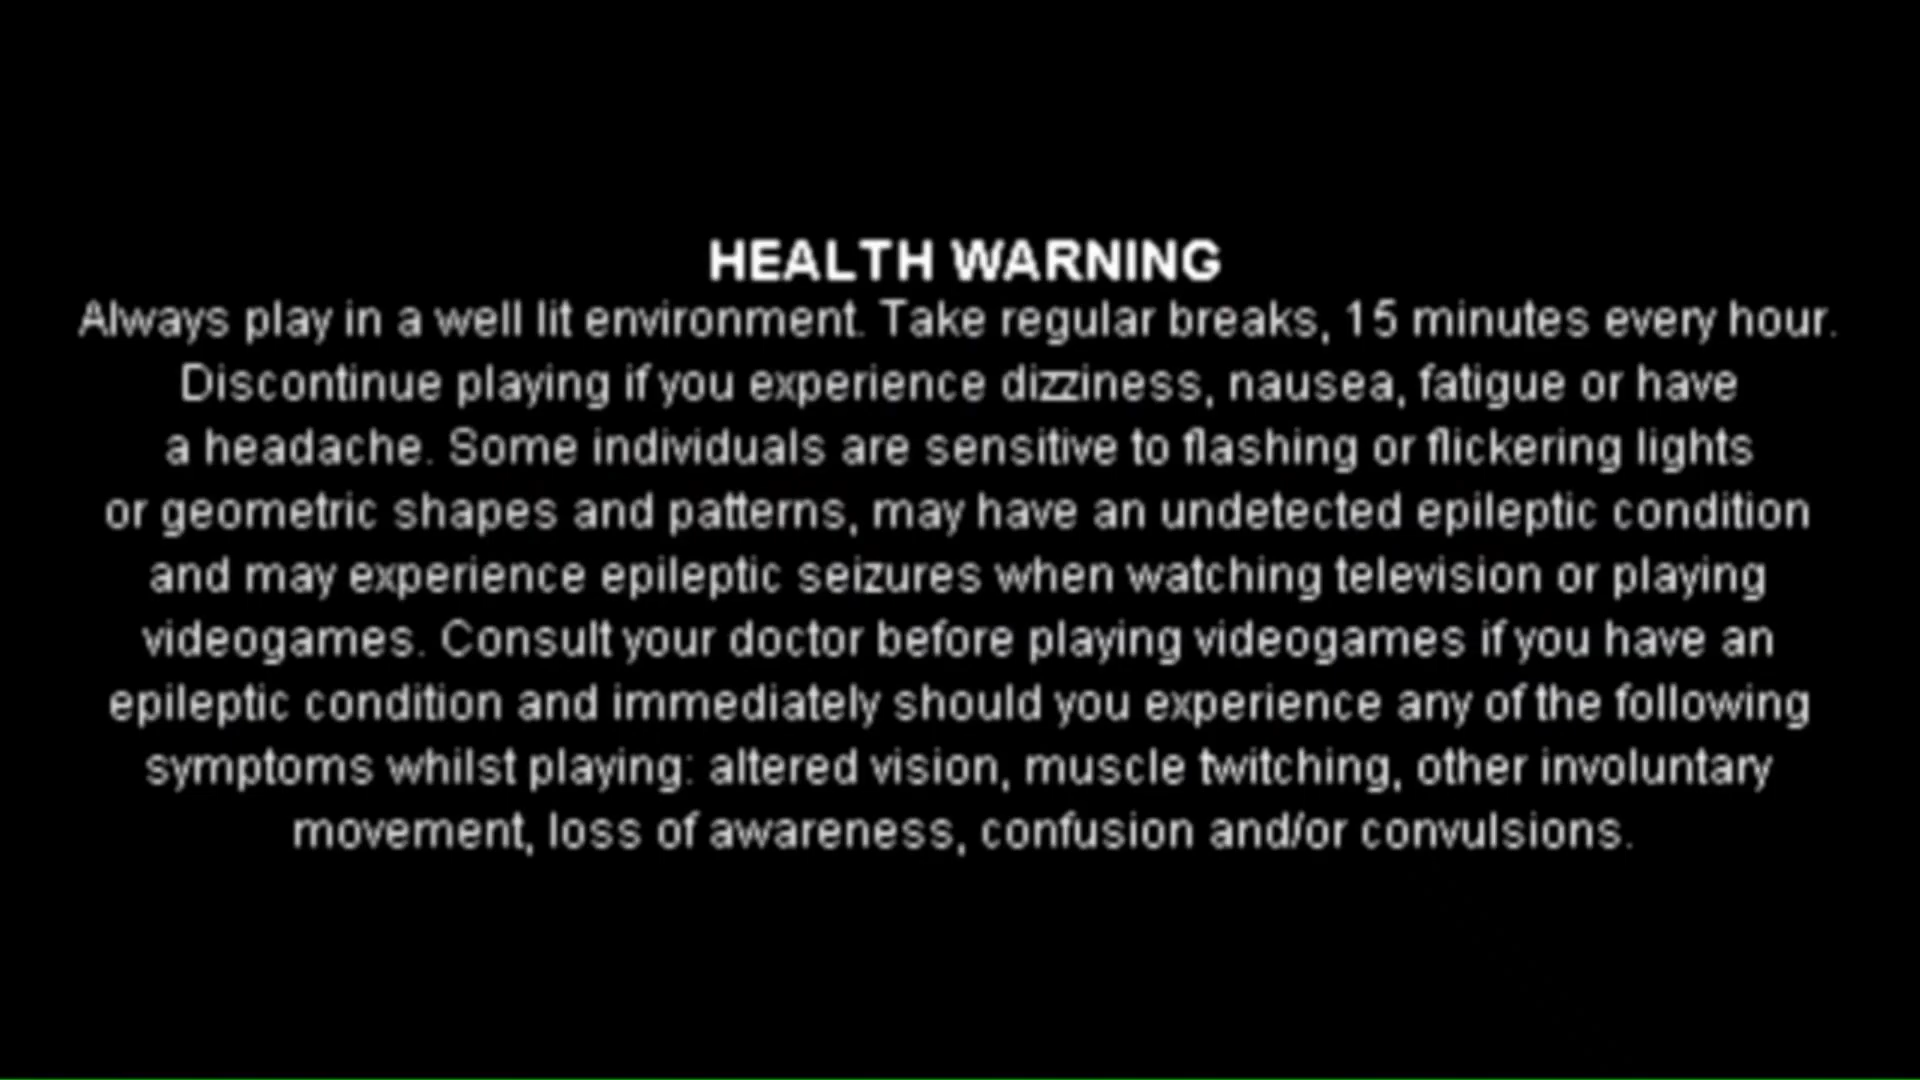 HEALTH WARNING
Always play in a well lit environment. Take regular breaks, 15 minutes every hour.
Discontinue playing if you experience dizziness, nausea, fatigue or have
a headache. Some individuals are sensitive to flashing or flickering lights
or geometric shapes and patterns, may have an undetected epileptic condition
and may experience epileptic seizures when watching television or playing
videogames. Consult your doctor before playing videogames if you have an
epileptic condition and immediately should you experience any of the following
symptoms whilst playing: altered vision, muscle twitching, other involuntary
movement, loss of awareness, confusion and/or convulsions.